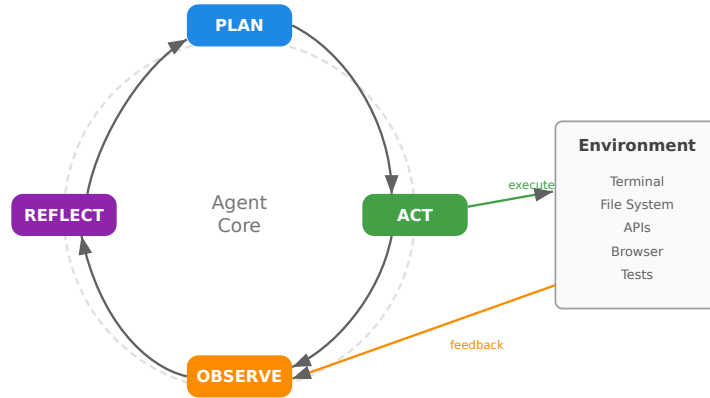 PLAN
Environment
Terminal
execute
File System
REFLECT
Agent
Core
ACT
APIs
Browser
Tests
feedback
OBSERVE